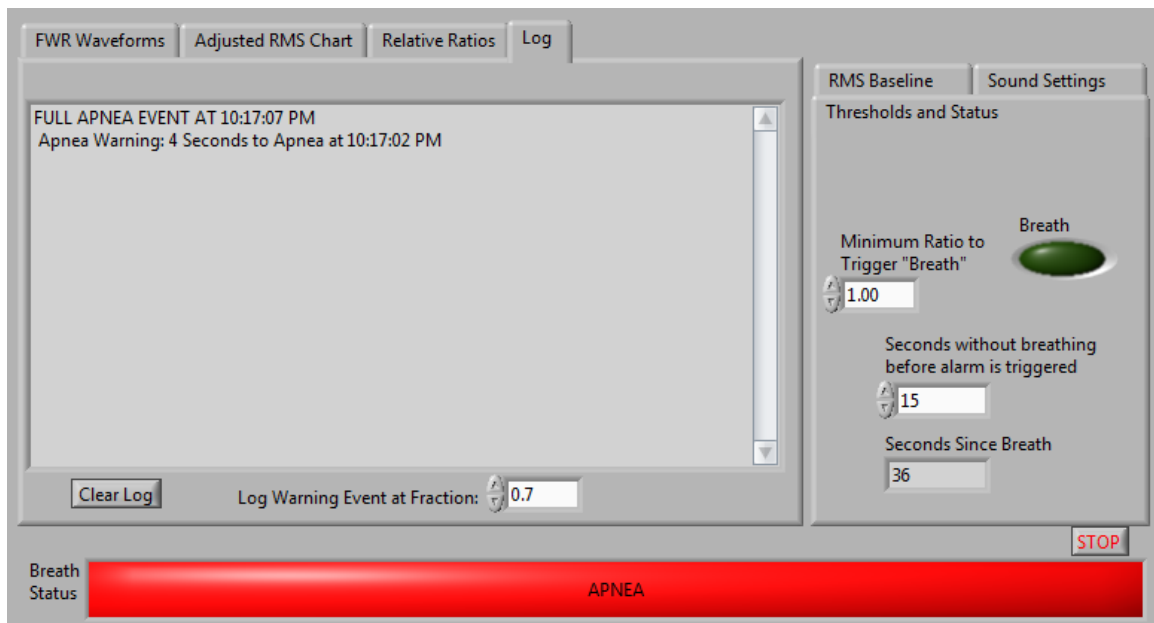 FWR Waveforms
Adjusted RMS Chart
Relative Ratios
Log
FULL APNEA EVENT AT 10:17:07 PM
Apnea Warning: 4 Seconds to Apnea at 10:17:02 PM
Clear Log
Log Warning Event at Fraction:
0.7
RMS Baseline
Sound Settings
Thresholds and Status
Breath
Minimum Ratio to
Trigger "Breath"
1.00
Seconds without breathing
before alarm is triggered
15
Seconds Since Breath
36
STOP
Breath
Status
APNEA